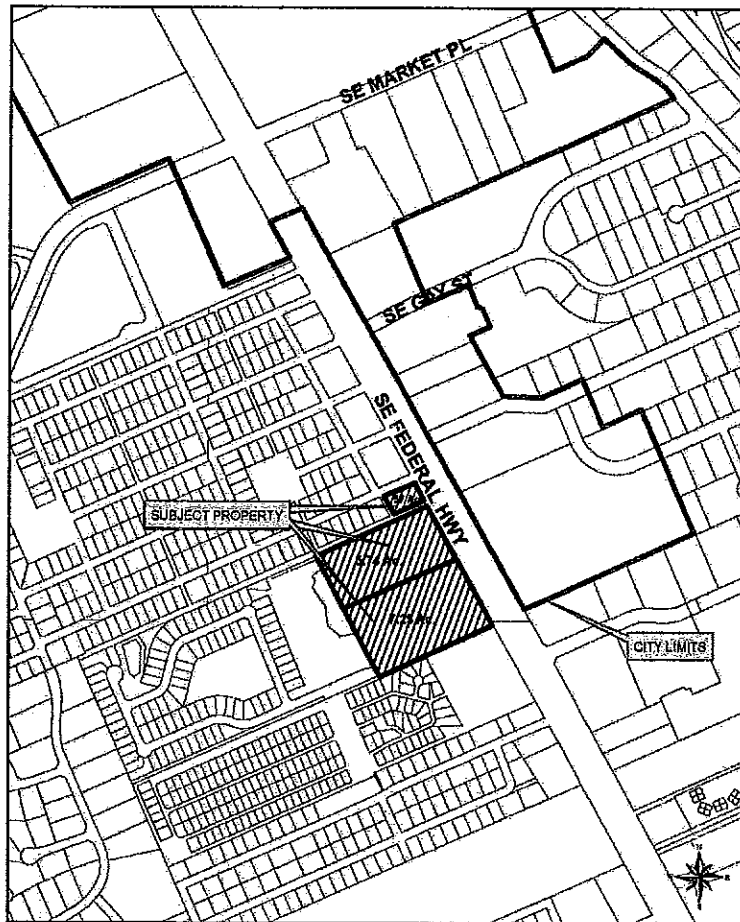 SE MARKET PL
SE GAY ST
SE FEDERAL HWY
SUBJECT PROPERTY
CITY LIMITS